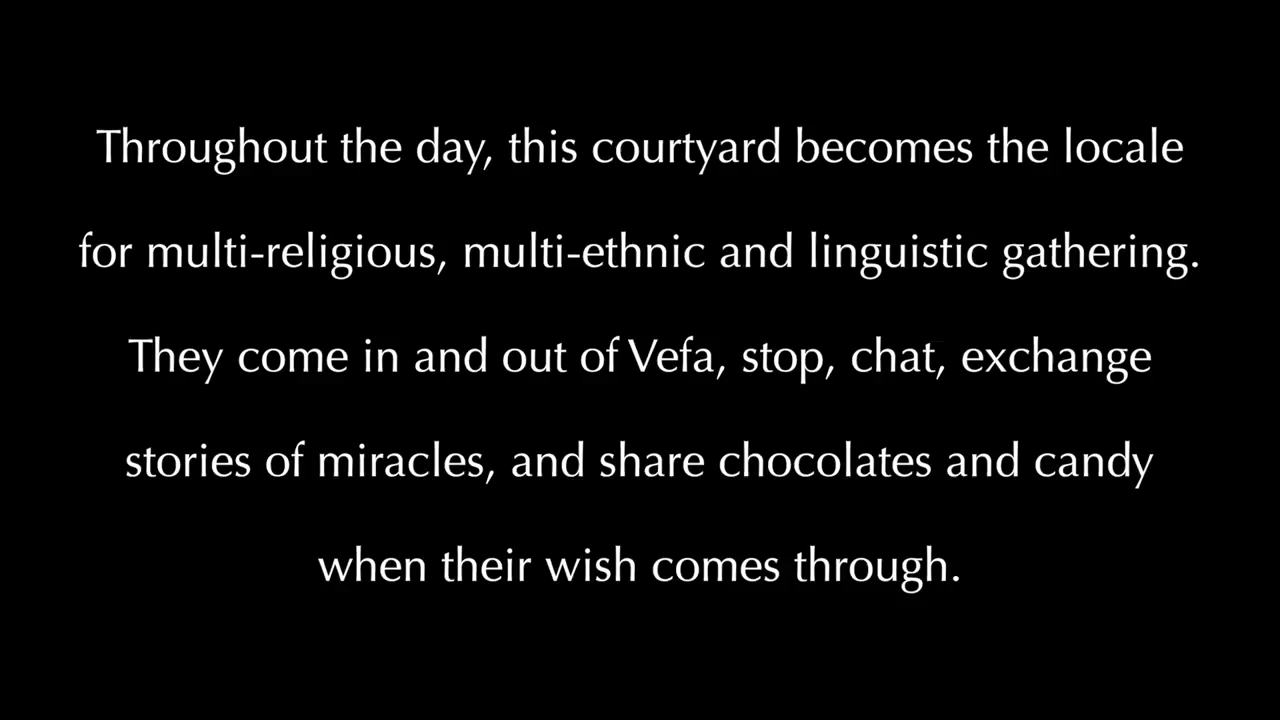 Throughout the day, this courtyard becomes the locale
for multi-religious, multi-ethnic and linguistic gathering.
They come in and out of Vefa, stop, chat, exchange
stories of miracles, and share chocolates and candy
when their wish comes through.